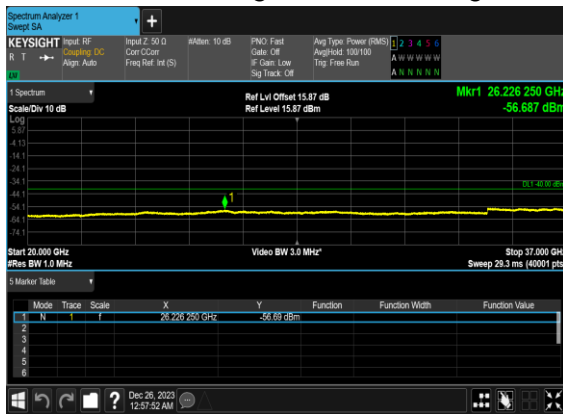 Spectrum Analyzer 1
Swept SA
KEYSIGHT Input: RF Input Z: 50 Ω #Atten: 10 dB PNO: Fast Avg Type: Power (RMS) 1 2 3 4 5 6
R T Coupling: DC Corr CCorr Gate: Off Avg|Hold: 100/100 A W W W W W
Align: Auto Freq Ref: Int (S) IF Gain: Low Trig: Free Run
Sig Track: Off A N N N N N
1 Spectrum Ref Lvl Offset 15.87 dB Mkr1 26.226 250 GHz
Scale/Div 10 dB Ref Level 15.87 dBm -56.687 dBm
Log
5.87
-4.13
-14.1
-24.1
-34.1
DL1 -40.00 dBm
-44.1
1
-54.1
-64.1
-74.1
Start 20.000 GHz Video BW 3.0 MHz* Stop 37.000 GHz
#Res BW 1.0 MHz Sweep 29.3 ms (40001 pts)
5 Marker Table
Mode Trace Scale X Y Function Function Width Function Value
1 N 1 f 26.226 250 GHz -56.69 dBm
2
3
4
5
6
? Dec 26, 2023
12:57:52 AM